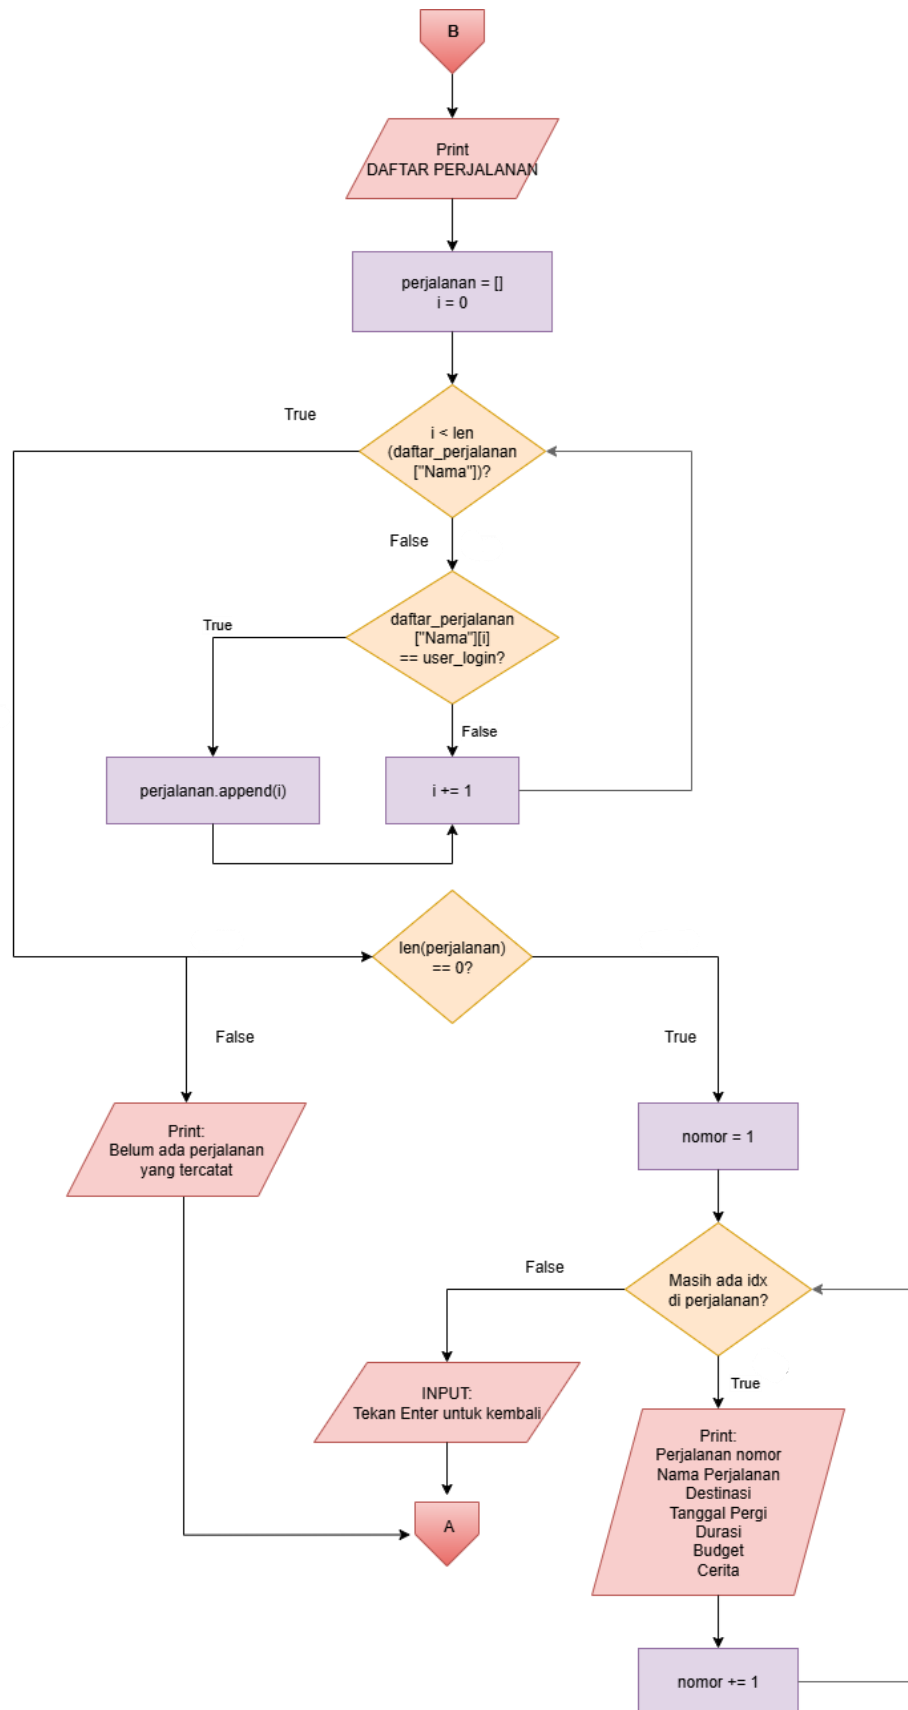 B
Print
DAFTAR PERJALANAN
perjalanan = []
i = 0
True
i < len
(daftar_perjalanan
["Nama"])?
False
daftar_perjalanan
["Nama"][i]
== user_login?
True
False
perjalanan.append(i)
i += 1
len(perjalanan)
== 0?
False
True
Print:
Belum ada perjalanan
yang tercatat
nomor = 1
False
Masih ada idx
di perjalanan?
True
INPUT:
Tekan Enter untuk kembali
Print:
Perjalanan nomor
Nama Perjalanan
Destinasi
Tanggal Pergi
Durasi
Budget
Cerita
A
nomor += 1